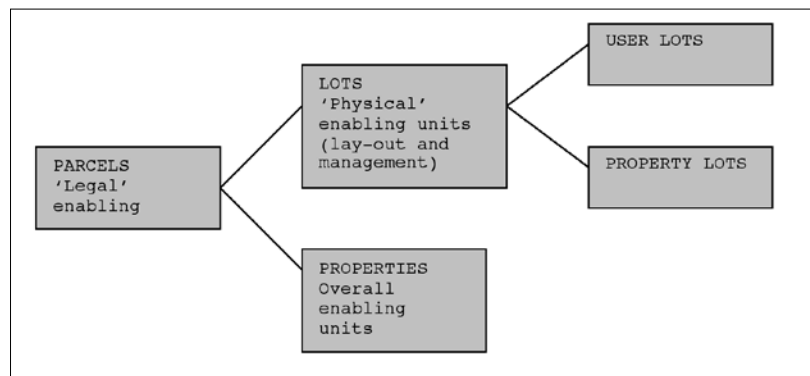 PARCELS
‘Legal’
enabling
LOTS
‘Physical’
enabling units
(lay-out and
management)
PROPERTIES
Overall
enabling
units
USER LOTS
PROPERTY LOTS